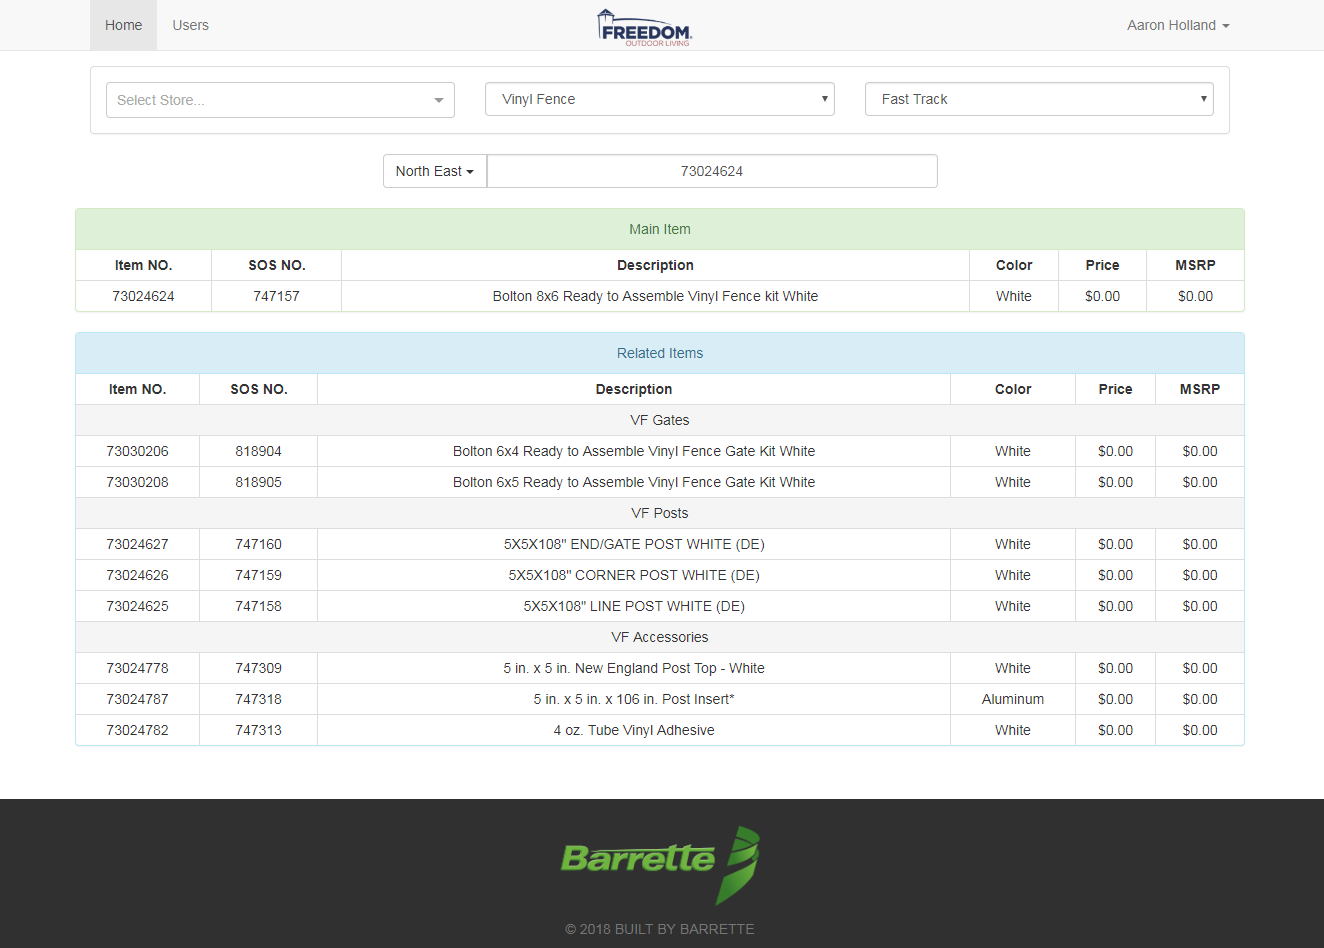 Home Users FREEDOM OUTDOOR LIVING Aaron Holland
Select Store... Vinyl Fence Fast Track
North East 73024624
Main Item
Item NO. SOS NO. Description Color Price MSRP
73024624 747157 Bolton 8x6 Ready to Assemble Vinyl Fence kit White White $0.00 $0.00
Related Items
Item NO. SOS NO. Description Color Price MSRP
VF Gates
73030206 818904 Bolton 6x4 Ready to Assemble Vinyl Fence Gate Kit White White $0.00 $0.00
73030208 818905 Bolton 6x5 Ready to Assemble Vinyl Fence Gate Kit White White $0.00 $0.00
VF Posts
73024627 747160 5X5X108" END/GATE POST WHITE (DE) White $0.00 $0.00
73024626 747159 5X5X108" CORNER POST WHITE (DE) White $0.00 $0.00
73024625 747158 5X5X108" LINE POST WHITE (DE) White $0.00 $0.00
VF Accessories
73024778 747309 5 in. x 5 in. New England Post Top - White White $0.00 $0.00
73024787 747318 5 in. x 5 in. x 106 in. Post Insert* Aluminum $0.00 $0.00
73024782 747313 4 oz. Tube Vinyl Adhesive White $0.00 $0.00
Barrette
© 2018 BUILT BY BARRETTE